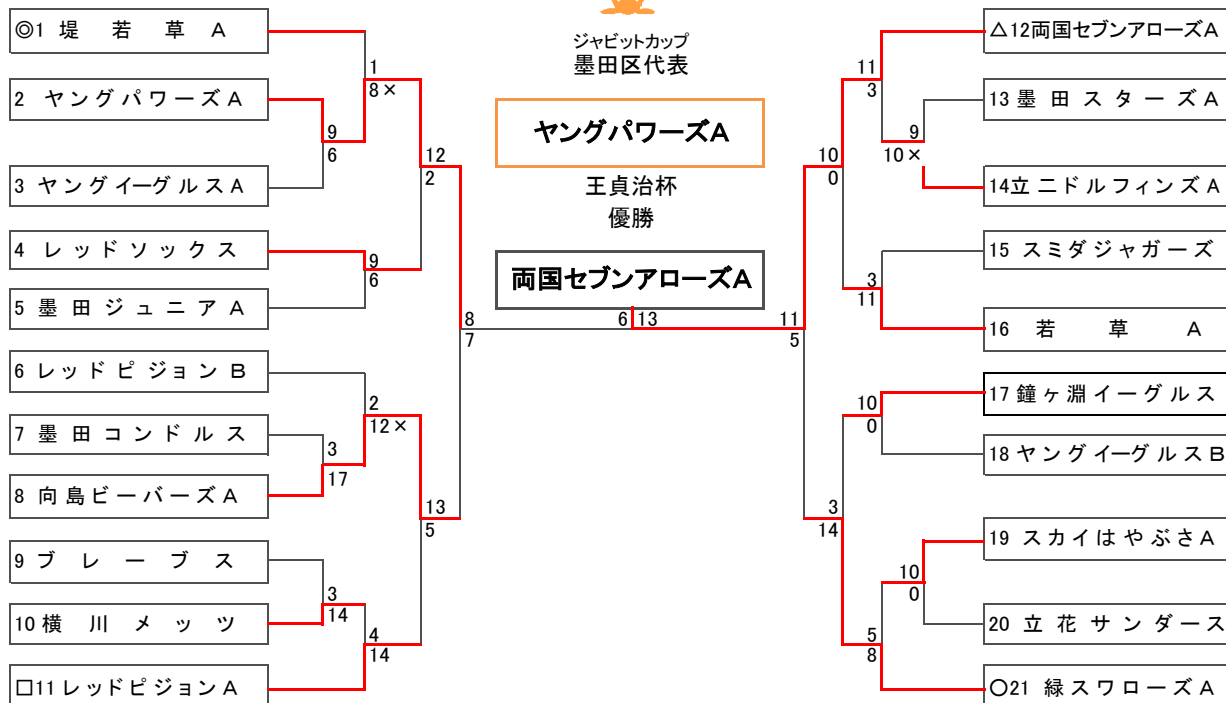 ジャビットカップ
墨田区代表
ヤングパワーズA
王貞治杯
優勝
両国セブンアローズA
6 13
◎1 堤 若 草 A
2 ヤングパワーズA
3 ヤングイーグルスA
4 レッドソックス
5 墨田ジュニアA
6 レッドピジョンB
7 墨田コンドルス
8 向島ビーバーズA
9 ブレーブス
10 横川メッツ
□11 レッドピジョンA
1
8×
9
6
12
2
9
6
8
7
2
12×
3
17
13
5
3
14
4
14
△12両国セブンアローズA
13 墨田スターズA
14立二ドルフィンズA
15 スミダジャガーズ
16 若 草 A
17 鐘ヶ淵イーグルス
18 ヤングイーグルスB
19 スカイはやぶさA
20 立花サンダース
○21 緑スワローズA
11
3
9
10×
10
0
3
11
11
5
10
0
3
14
10
0
5
8